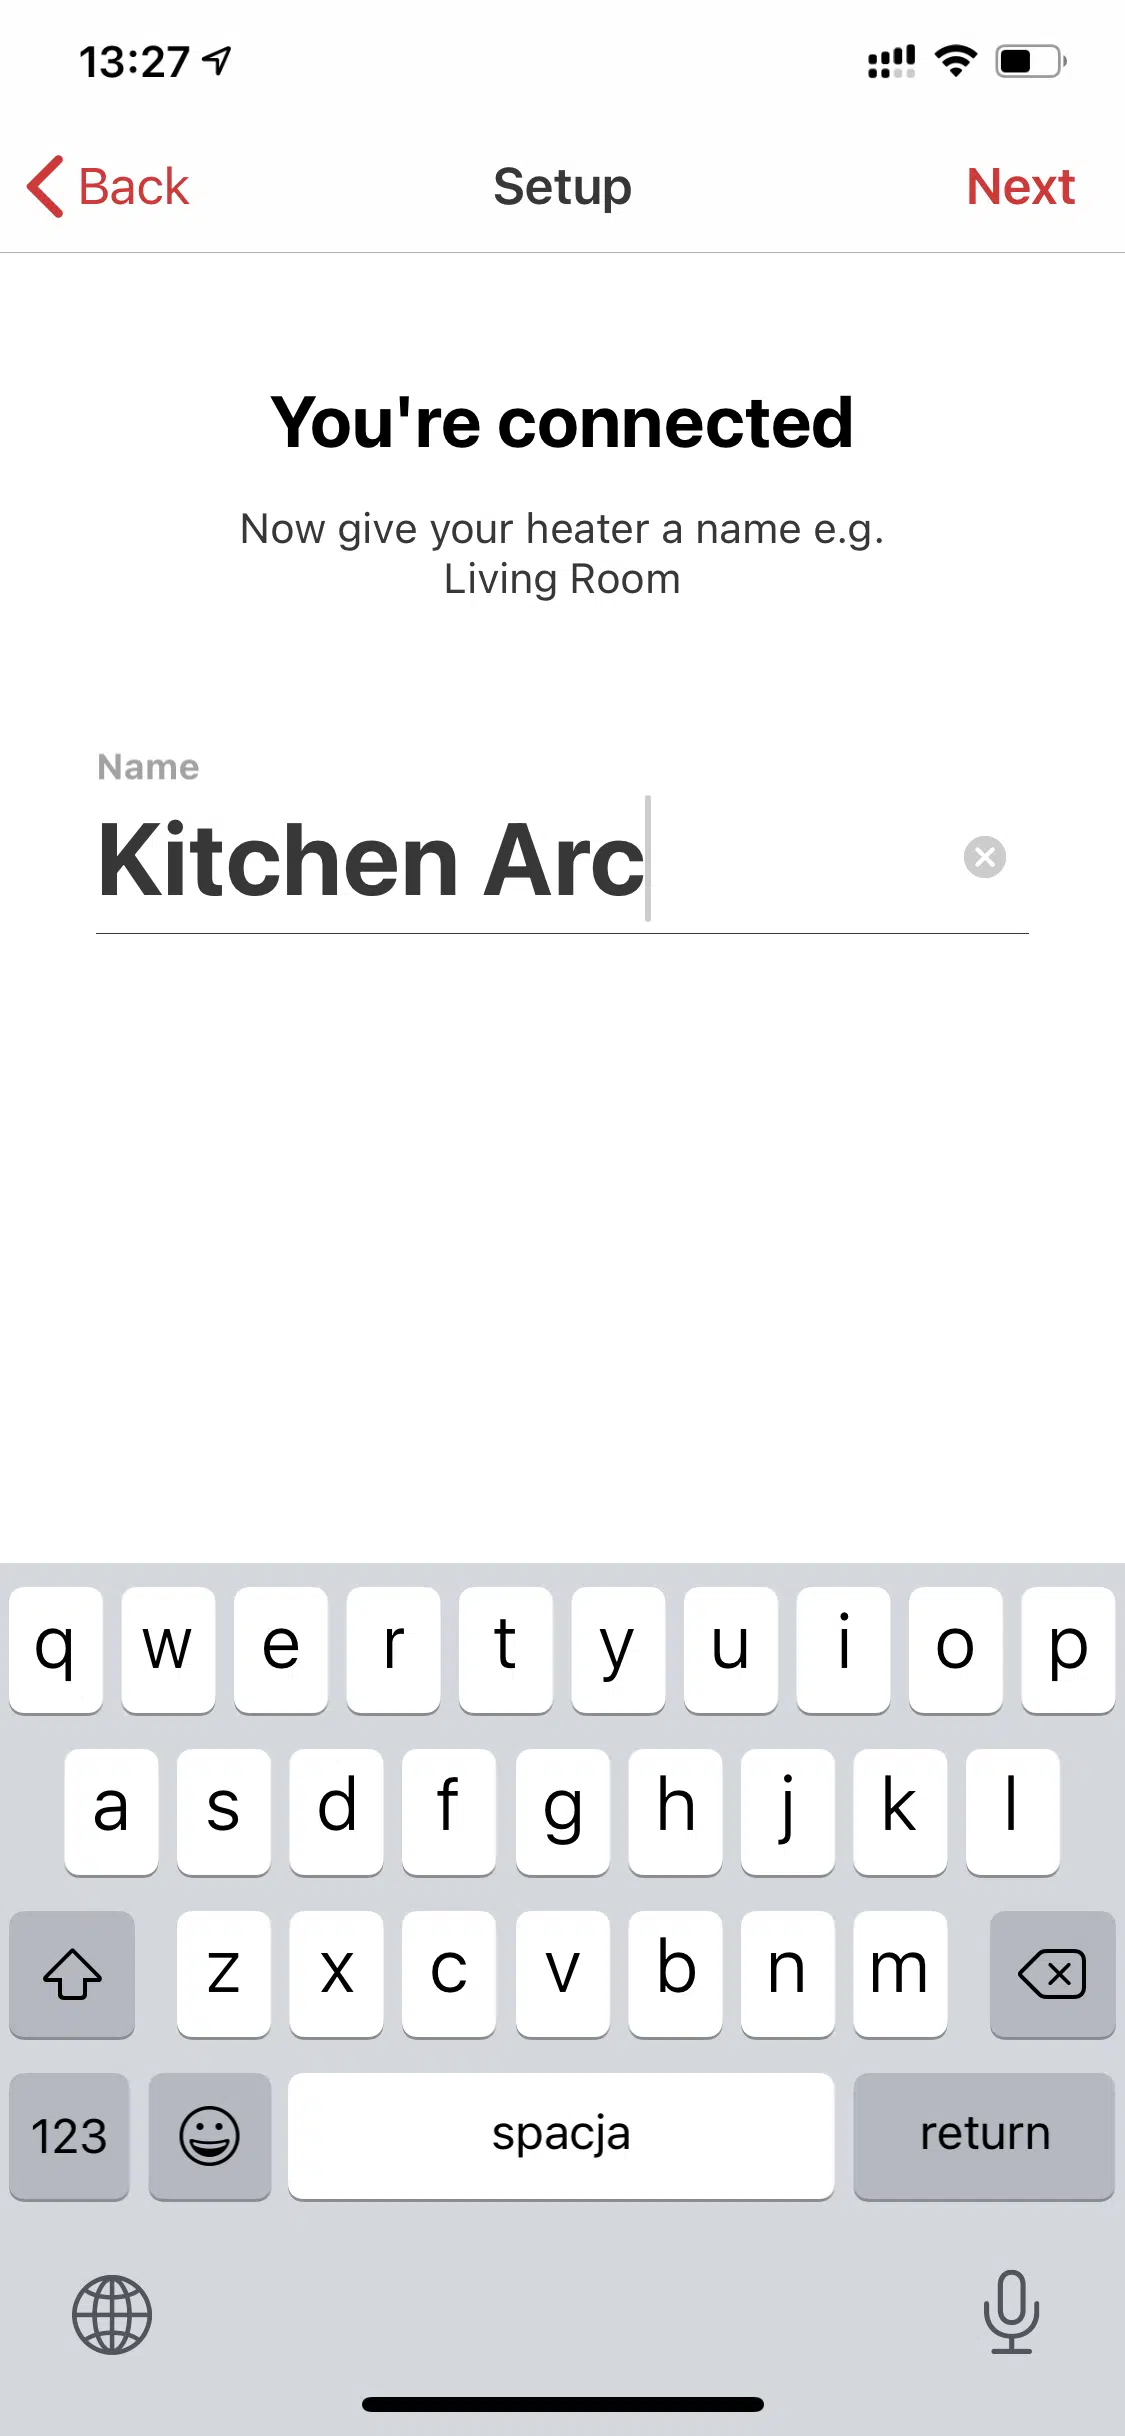 13:27
Back Setup Next
You're connected
Now give your heater a name e.g.
Living Room
Name
Kitchen Arc
q w e r t y u i o p
a s d f g h j k l
z x c v b n m
123 spacja return